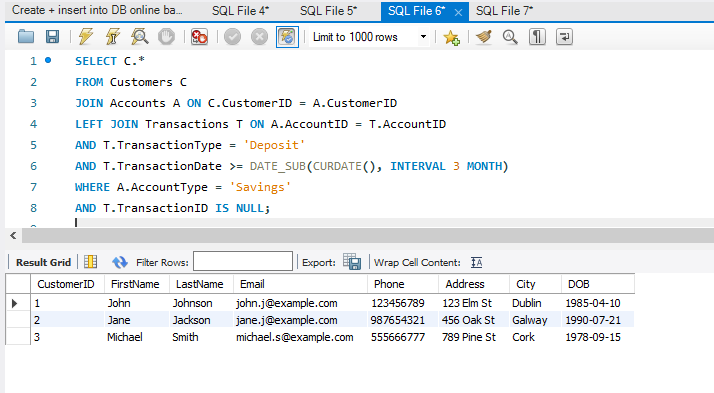 Create + insert into DB online ba... SQL File 4* SQL File 5* SQL File 6* SQL File 7*
Limit to 1000 rows
1 SELECT C.*
2 FROM Customers C
3 JOIN Accounts A ON C.CustomerID = A.CustomerID
4 LEFT JOIN Transactions T ON A.AccountID = T.AccountID
5 AND T.TransactionType = 'Deposit'
6 AND T.TransactionDate >= DATE_SUB(CURDATE(), INTERVAL 3 MONTH)
7 WHERE A.AccountType = 'Savings'
8 AND T.TransactionID IS NULL;
Result Grid Filter Rows: Export: Wrap Cell Content: IA
CustomerID FirstName LastName Email Phone Address City DOB
1 John Johnson john.j@example.com 123456789 123 Elm St Dublin 1985-04-10
2 Jane Jackson jane.j@example.com 987654321 456 Oak St Galway 1990-07-21
3 Michael Smith michael.s@example.com 555666777 789 Pine St Cork 1978-09-15